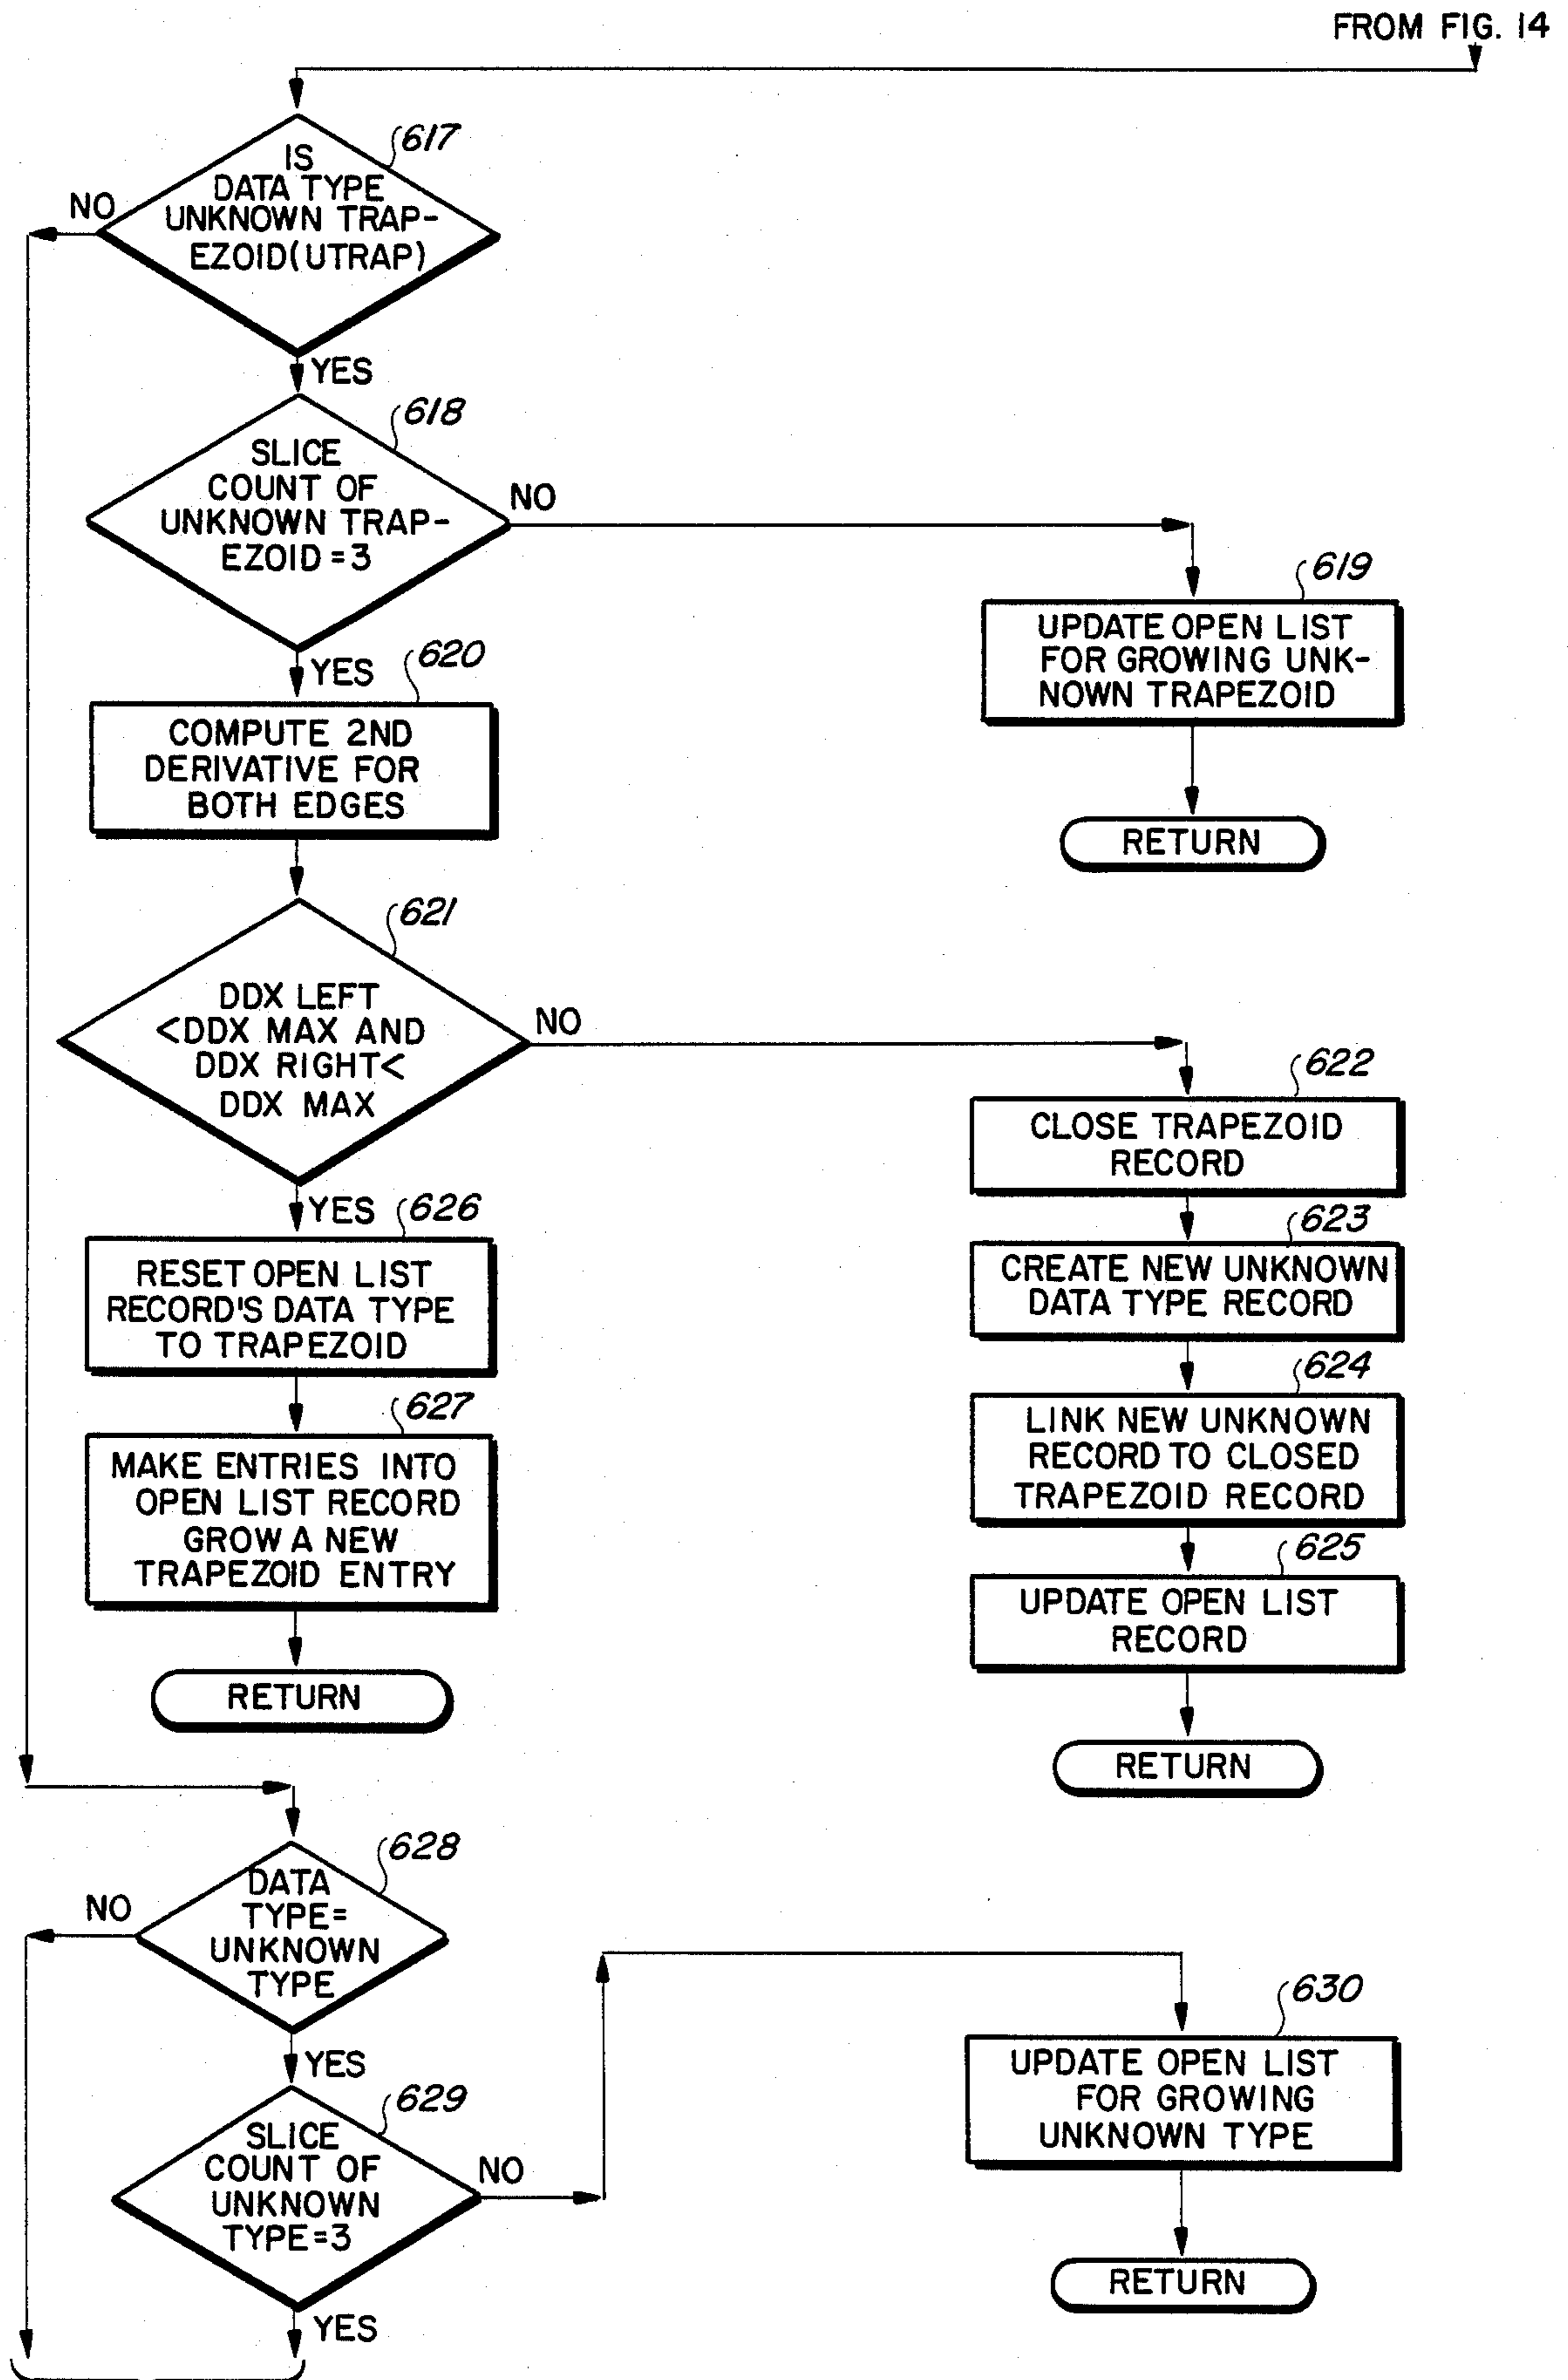 FROM FIG. 14
617
IS
DATA TYPE
UNKNOWN TRAP-
EZOID(UTRAP)
NO
YES
618
SLICE
COUNT OF
UNKNOWN TRAP-
EZOID=3
NO
YES
619
UPDATE OPEN LIST
FOR GROWING UNK-
NOWN TRAPEZOID
RETURN
620
COMPUTE 2ND
DERIVATIVE FOR
BOTH EDGES
621
DDX LEFT
<DDX MAX AND
DDX RIGHT<
DDX MAX
NO
YES
622
CLOSE TRAPEZOID
RECORD
623
CREATE NEW UNKNOWN
DATA TYPE RECORD
624
LINK NEW UNKNOWN
RECORD TO CLOSED
TRAPEZOID RECORD
625
UPDATE OPEN LIST
RECORD
RETURN
626
RESET OPEN LIST
RECORD'S DATA TYPE
TO TRAPEZOID
627
MAKE ENTRIES INTO
OPEN LIST RECORD
GROW A NEW
TRAPEZOID ENTRY
RETURN
628
DATA
TYPE=
UNKNOWN
TYPE
NO
YES
629
SLICE
COUNT OF
UNKNOWN
TYPE=3
NO
YES
630
UPDATE OPEN LIST
FOR GROWING
UNKNOWN TYPE
RETURN